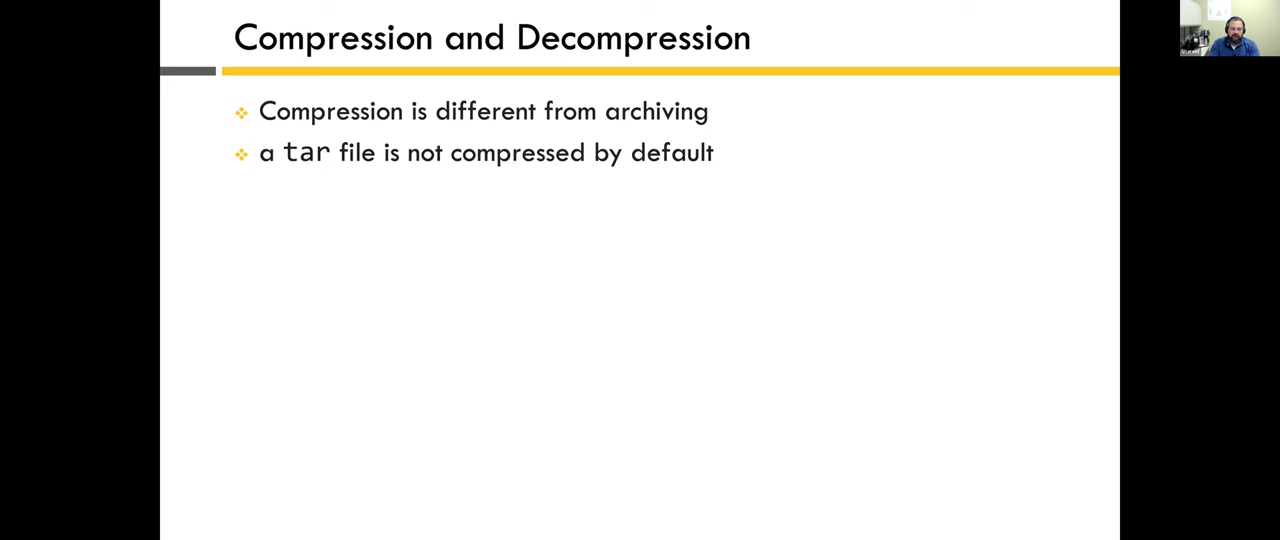 Compression and Decompression
Compression is different from archiving
a tar file is not compressed by default